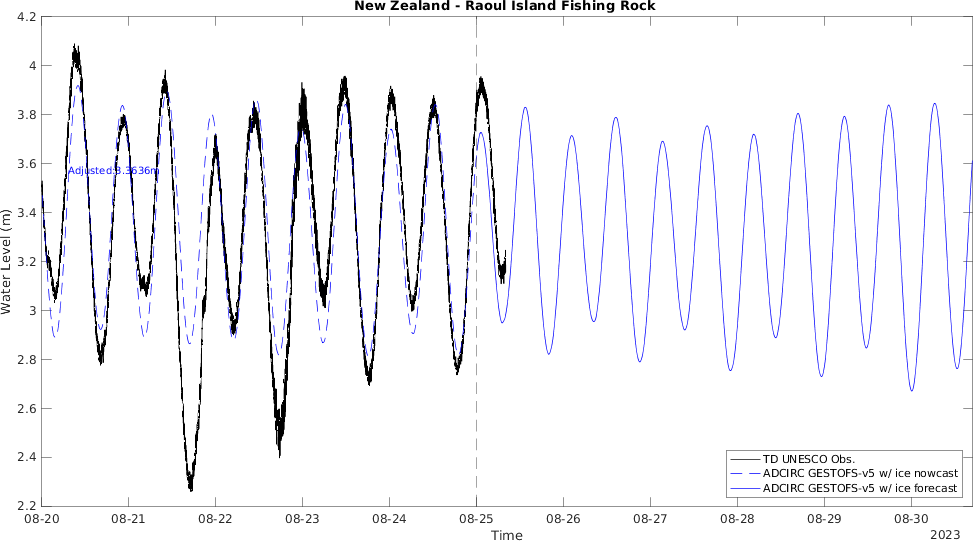 New Zealand - Raoul Island Fishing Rock
4.2
4
3.8
3.6
3.4
3.2
3
2.8
2.6
2.4
2.2
Water Level (m)
Adjusted:3.3636m
TD UNESCO Obs.
ADCIRC GESTOFS-v5 w/ ice nowcast
ADCIRC GESTOFS-v5 w/ ice forecast
08-20 08-21 08-22 08-23 08-24 08-25 08-26 08-27 08-28 08-29 08-30
Time
2023